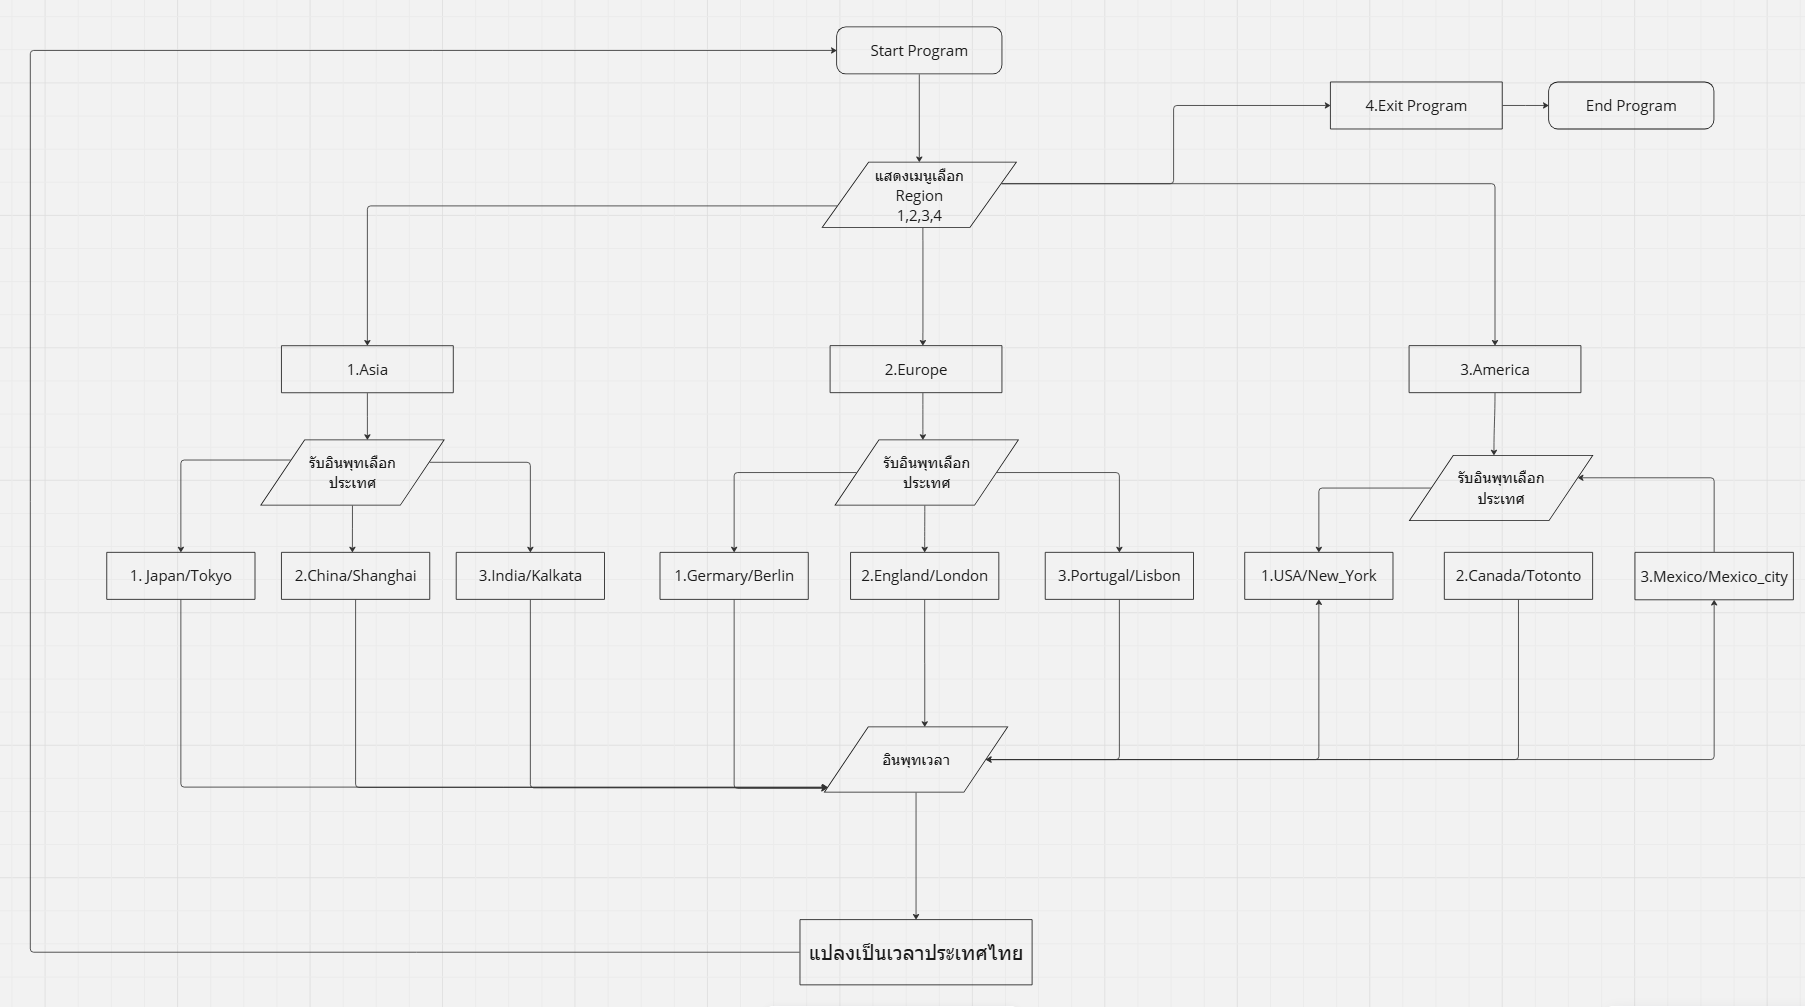 Start Program
4.Exit Program
End Program
แสดงเมนูเลือก
Region
1,2,3,4
1.Asia
2.Europe
3.America
รับอินพุทเลือก
ประเทศ
รับอินพุทเลือก
ประเทศ
รับอินพุทเลือก
ประเทศ
1. Japan/Tokyo
2.China/Shanghai
3.India/Kalkata
1.Germary/Berlin
2.England/London
3.Portugal/Lisbon
1.USA/New_York
2.Canada/Totonto
3.Mexico/Mexico_city
อินพุทเวลา
แปลงเป็นเวลาประเทศไทย